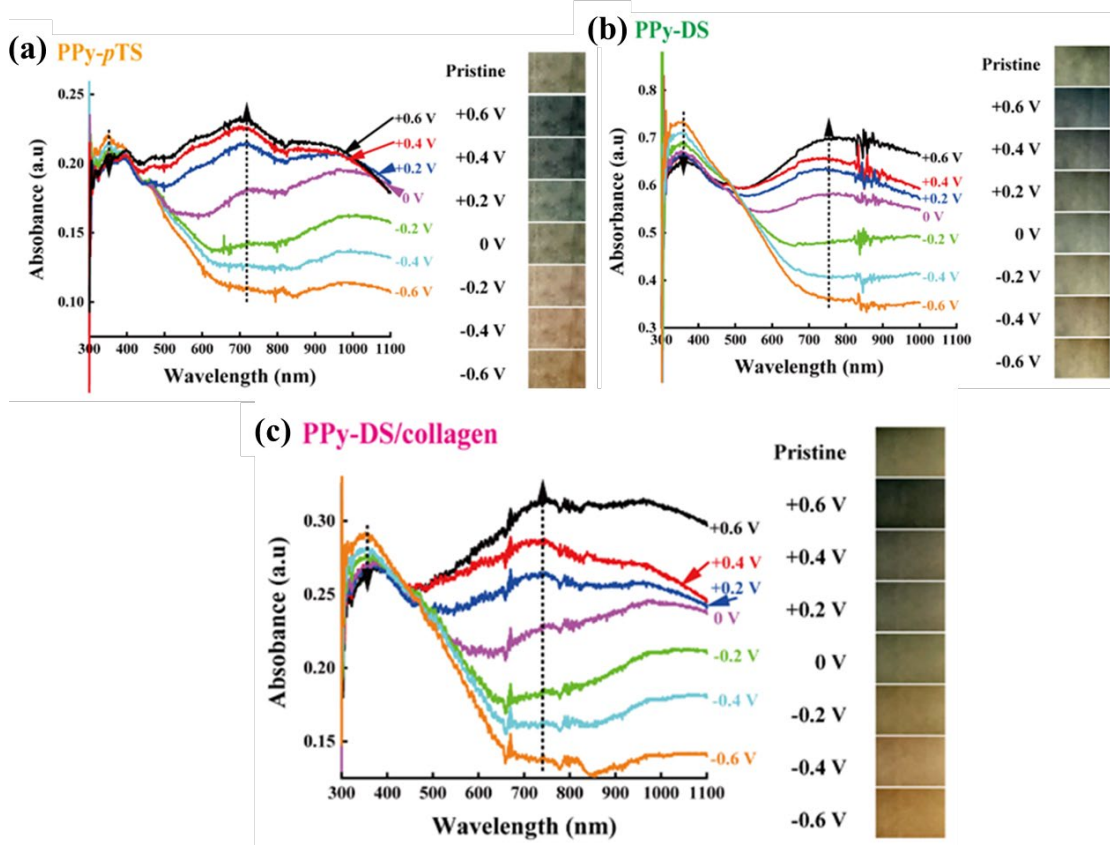 (a) PPy-pTS
Absobance (a.u)
0.25
0.20
0.15
0.10
300 400 500 600 700 800 900 1000 1100
Wavelength (nm)
+0.6 V
+0.4 V
+0.2 V
0 V
-0.2 V
-0.4 V
-0.6 V
Pristine
+0.6 V
+0.4 V
+0.2 V
0 V
-0.2 V
-0.4 V
-0.6 V
(b) PPy-DS
Absorbance (a.u)
0.8
0.7
0.6
0.5
0.4
0.3
300 400 500 600 700 800 900 1000 1100
Wavelength (nm)
+0.6 V
+0.4 V
+0.2 V
0 V
-0.2 V
-0.4 V
-0.6 V
Pristine
+0.6 V
+0.4 V
+0.2 V
0 V
-0.2 V
-0.4 V
-0.6 V
(c) PPy-DS/collagen
Absobance (a.u)
0.30
0.25
0.20
0.15
300 400 500 600 700 800 900 1000 1100
Wavelength (nm)
+0.6 V
+0.4 V
+0.2 V
0 V
-0.2 V
-0.4 V
-0.6 V
Pristine
+0.6 V
+0.4 V
+0.2 V
0 V
-0.2 V
-0.4 V
-0.6 V